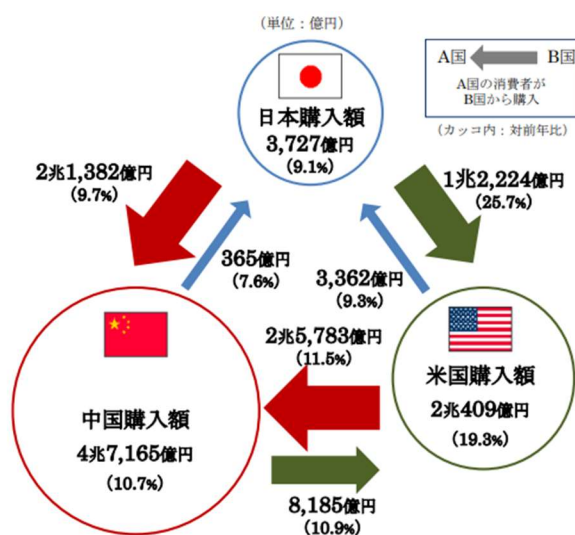 (単位:億円)
A国 B国
A国の消費者が
B国から購入
(カッコ内:対前年比)
日本購入額
3,727億円
(9.1%)
2兆1,382億円
(9.7%)
1兆2,224億円
(25.7%)
365億円
(7.6%)
3,362億円
(9.3%)
2兆5,783億円
(11.5%)
中国購入額
4兆7,165億円
(10.7%)
米国購入額
2兆409億円
(19.3%)
8,185億円
(10.9%)